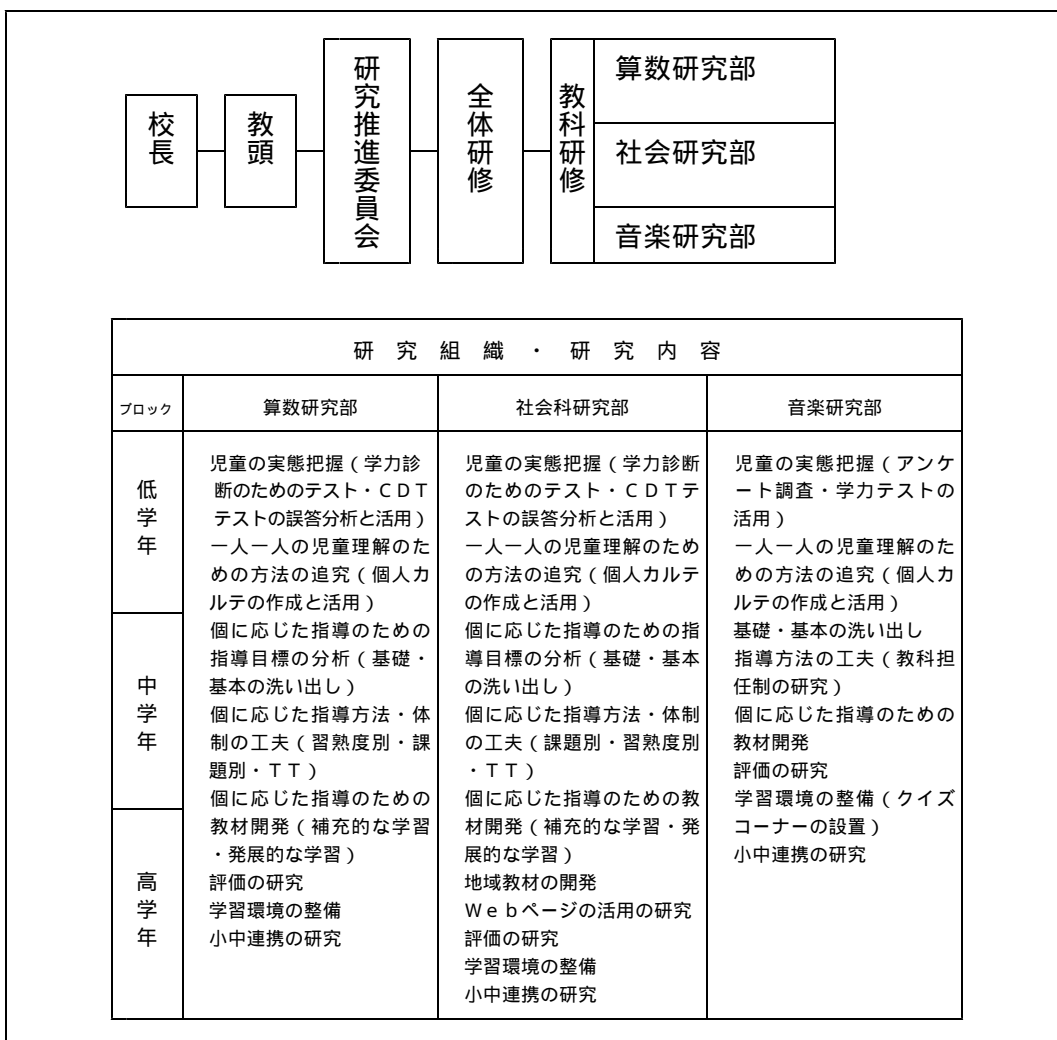 校長
教頭
研究推進委員会
全体研修
教科研修
算数研究部
社会研究部
音楽研究部
研究組織・研究内容
ブロック
算数研究部
社会科研究部
音楽研究部
低学年
中学年
高学年
児童の実態把握(学力診
断のためのテスト・CDT
テストの誤答分析と活用)
一人一人の児童理解のた
めの方法の追究(個人カ
ルテの作成と活用)
個に応じた指導のための
指導目標の分析(基礎・
基本の洗い出し)
個に応じた指導方法・体
制の工夫(習熟度別・課
題別・TT)
個に応じた指導のための
教材開発(補充的な学習
・発展的な学習)
評価の研究
学習環境の整備
小中連携の研究
児童の実態把握(学力診断
のためのテスト・CDTテ
ストの誤答分析と活用)
一人一人の児童理解のため
の方法の追究(個人カルテ
の作成と活用)
個に応じた指導のための指
導目標の分析(基礎・基本
の洗い出し)
個に応じた指導方法・体制
の工夫(課題別・習熟度別
・TT)
個に応じた指導のための教
材開発(補充的な学習・発
展的な学習)
地域教材の開発
Webページの活用の研究
評価の研究
学習環境の整備
小中連携の研究
児童の実態把握(アンケ
ート調査・学力テストの
活用)
一人一人の児童理解のた
めの方法の追究(個人カ
ルテの作成と活用)
基礎・基本の洗い出し
指導方法の工夫(教科担
任制の研究)
個に応じた指導のための
教材開発
評価の研究
学習環境の整備(クイズ
コーナーの設置)
小中連携の研究